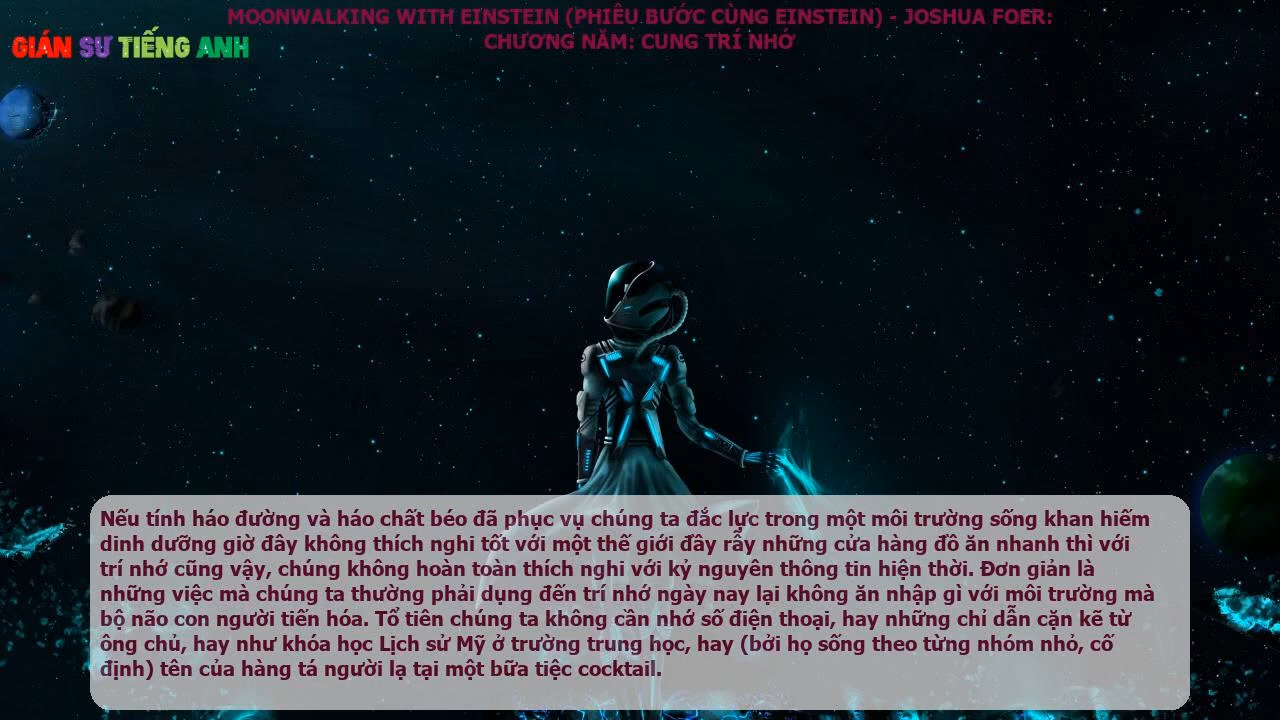 MOONWALKING WITH EINSTEIN (PHIÊU BƯỚC CÙNG EINSTEIN) - JOSHUA FOER:
CHƯƠNG NĂM: CUNG TRÍ NHỚ
GIÁN SƯ TIẾNG ANH
Nếu tính háo đường và háo chất béo đã phục vụ chúng ta đắc lực trong một môi trường sống khan hiếm
dinh dưỡng giờ đây không thích nghi tốt với một thế giới đầy rẫy những cửa hàng đồ ăn nhanh thì với
trí nhớ cũng vậy, chúng không hoàn toàn thích nghi với kỷ nguyên thông tin hiện thời. Đơn giản là
những việc mà chúng ta thường phải dụng đến trí nhớ ngày nay lại không ăn nhập gì với môi trường mà
bộ não con người tiến hóa. Tổ tiên chúng ta không cần nhớ số điện thoại, hay những chỉ dẫn cặn kẽ từ
ông chủ, hay như khóa học Lịch sử Mỹ ở trường trung học, hay (bởi họ sống theo từng nhóm nhỏ, cố
định) tên của hàng tá người lạ tại một bữa tiệc cocktail.